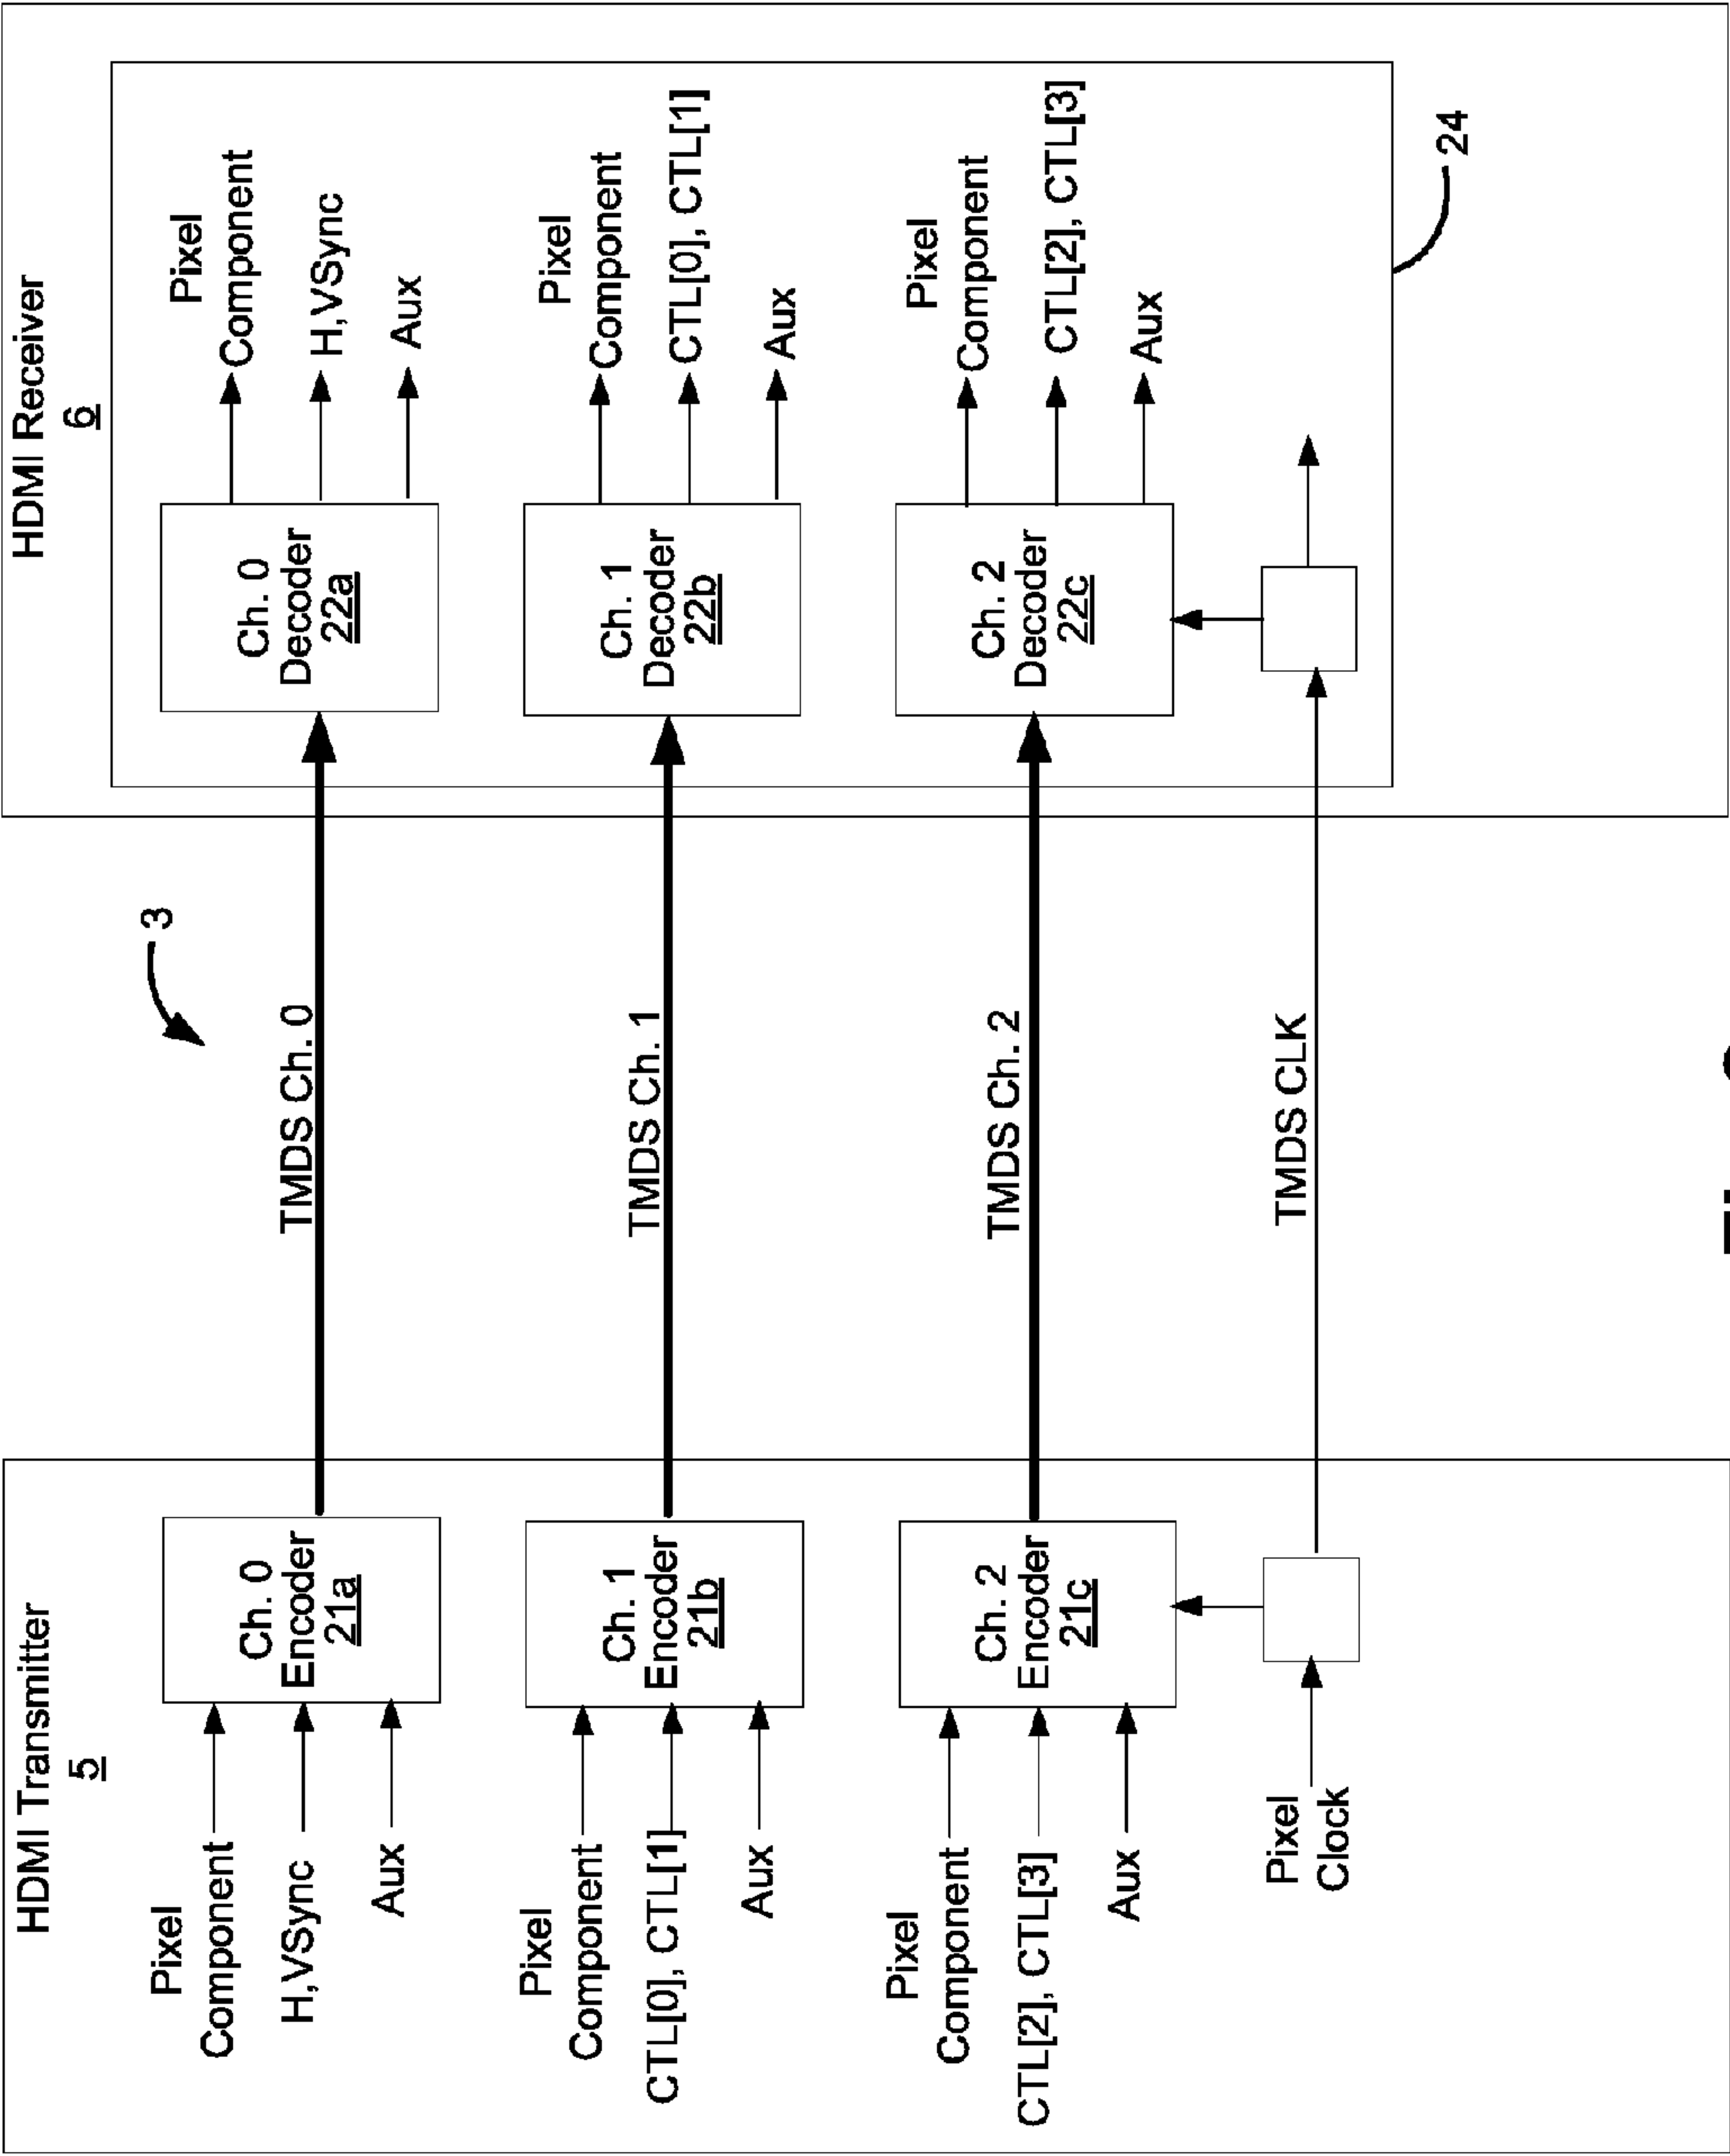 HDMI Transmitter
5
Pixel
Component
H,VSync
Aux
Ch. 0
Encoder
21a
Pixel
Component
CTL[0], CTL[1]
Aux
Ch. 1
Encoder
21b
Pixel
Component
CTL[2], CTL[3]
Aux
Ch. 2
Encoder
21c
Pixel
Clock
3
TMDS Ch. 0
TMDS Ch. 1
TMDS Ch. 2
TMDS CLK
HDMI Receiver
6
Ch. 0
Decoder
22a
Pixel
Component
H,VSync
Aux
Ch. 1
Decoder
22b
Pixel
Component
CTL[0], CTL[1]
Aux
Ch. 2
Decoder
22c
Pixel
Component
CTL[2], CTL[3]
Aux
24